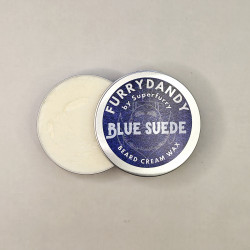 FURRYDANDY
by Superfurry
BLUE SUEDE
BEARD CREAM WAX